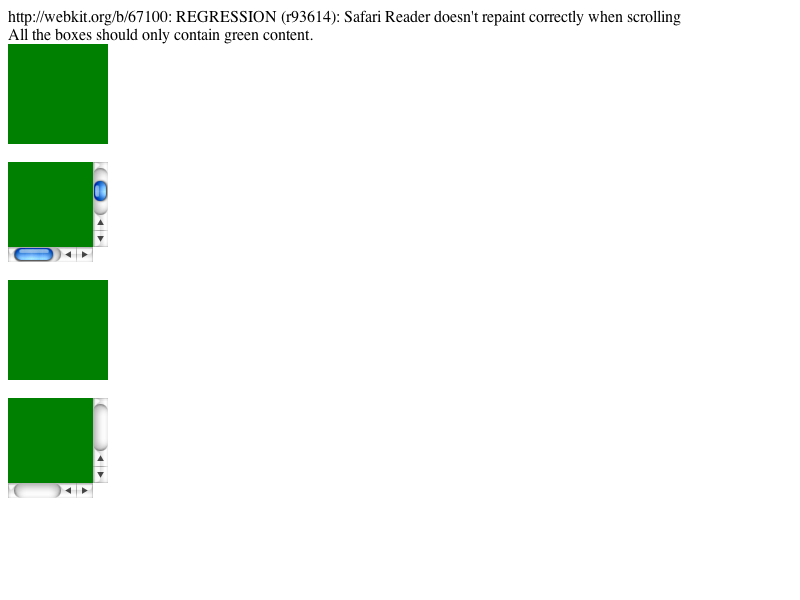 http://webkit.org/b/67100: REGRESSION (r93614): Safari Reader doesn't repaint correctly when scrolling
All the boxes should only contain green content.